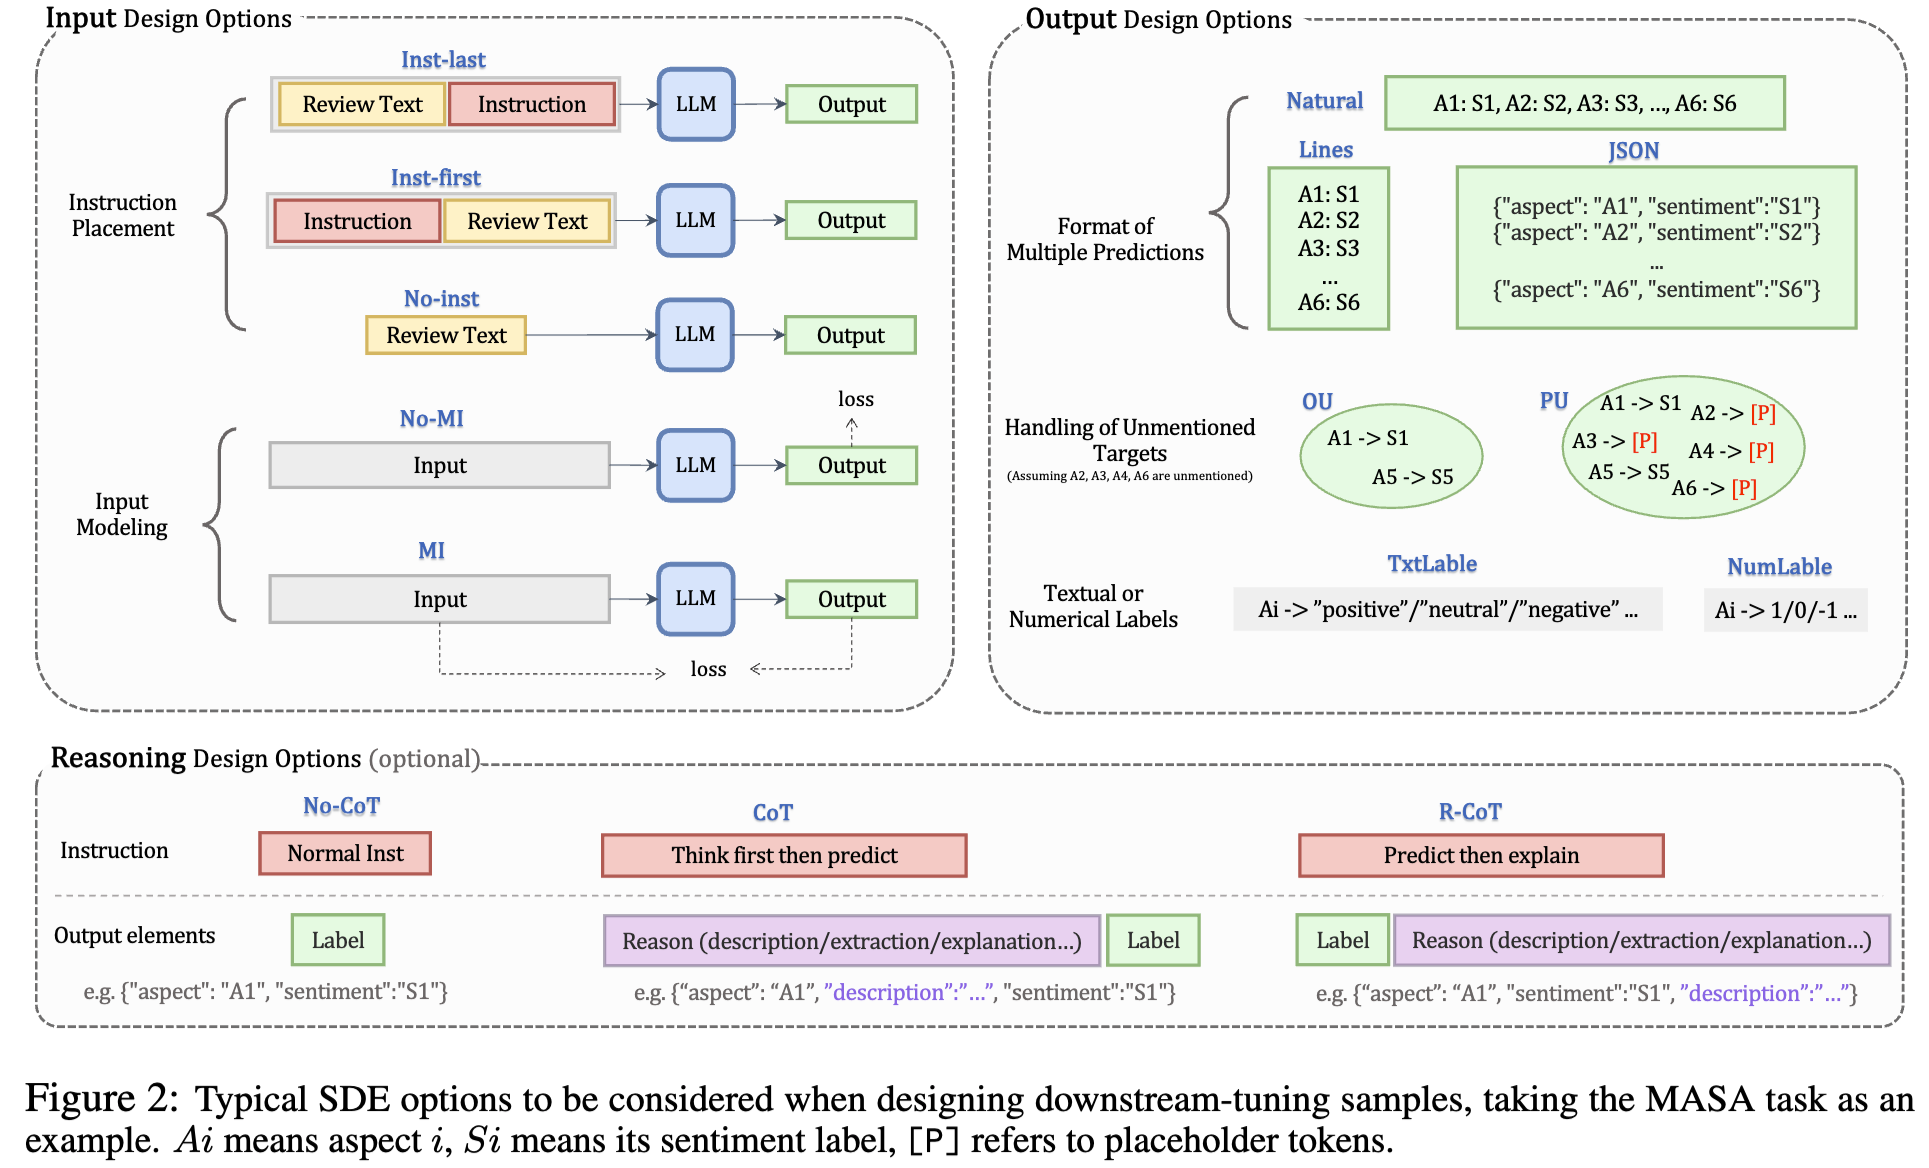 Input Design Options
Inst-last
Review Text Instruction LLM Output
Inst-first
Instruction Placement
Instruction Review Text LLM Output
No-inst
Review Text LLM Output
loss
No-MI
Input LLM Output
Input Modeling
MI
Input LLM Output
loss
Output Design Options
Natural
A1: S1, A2: S2, A3: S3, ..., A6: S6
Lines
A1: S1
A2: S2
A3: S3
...
A6: S6
JSON
{"aspect": "A1", "sentiment":"S1"}
{"aspect": "A2", "sentiment":"S2"}
...
{"aspect": "A6", "sentiment":"S6"}
Format of
Multiple Predictions
Handling of Unmentioned
Targets
(Assuming A2, A3, A4, A6 are unmentioned)
OU
A1 -> S1
A5 -> S5
PU
A1 -> S1
A2 -> [P]
A3 -> [P]
A4 -> [P]
A5 -> S5
A6 -> [P]
Textual or
Numerical Labels
TxtLable
Ai -> ”positive”/”neutral”/”negative” ...
NumLable
Ai -> 1/0/-1 ...
Reasoning Design Options (optional)
No-CoT CoT R-CoT
Instruction Normal Inst Think first then predict Predict then explain
Output elements Label Reason (description/extraction/explanation...) Label Label Reason (description/extraction/explanation...)
e.g. {"aspect": "A1", "sentiment":"S1"} e.g. {“aspect”: “A1”, ”description”:”...”, "sentiment":"S1"} e.g. {“aspect”: “A1”, "sentiment":"S1", ”description”:”...”}
Figure 2: Typical SDE options to be considered when designing downstream-tuning samples, taking the MASA task as an
example. Ai means aspect i, Si means its sentiment label, [P] refers to placeholder tokens.